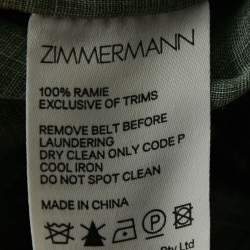 ZIMMERMANN
100% RAMIE
EXCLUSIVE OF TRIMS
REMOVE BELT BEFORE
LAUNDERING
DRY CLEAN ONLY CODE P
COOL IRON
DO NOT SPOT CLEAN
MADE IN CHINA
P
Pty Ltd